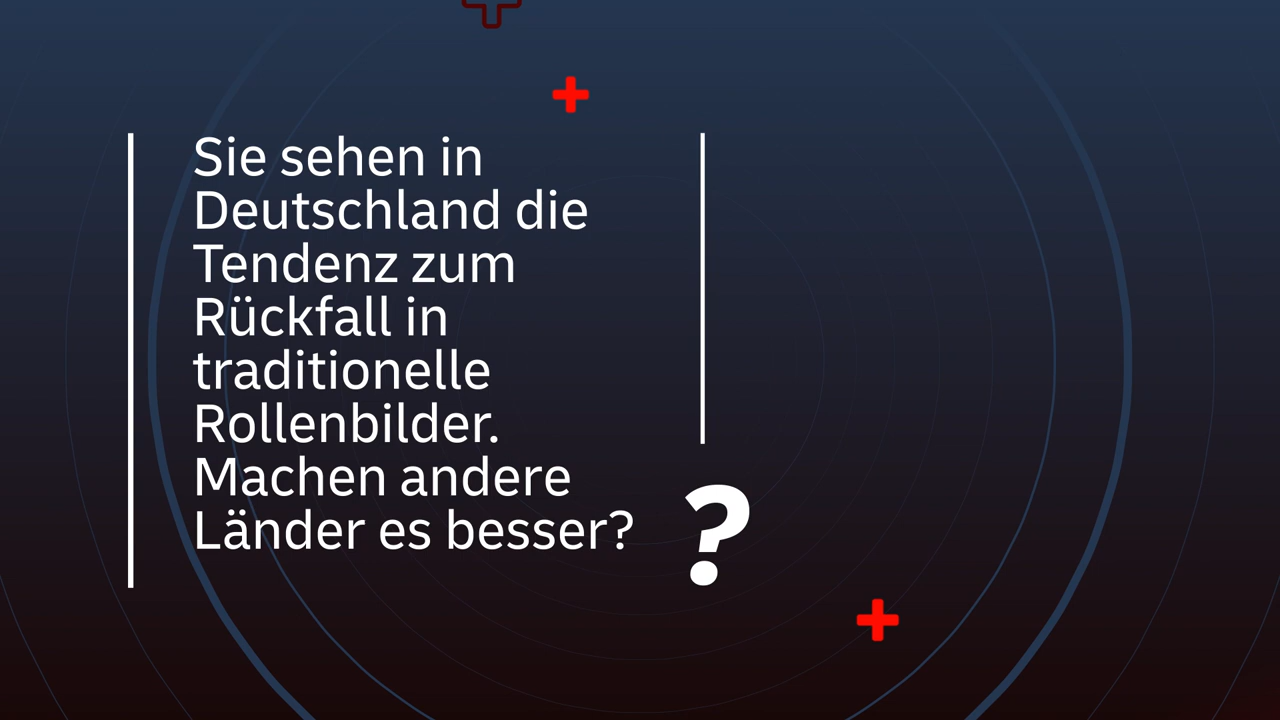 Sie sehen in
Deutschland die
Tendenz zum
Rückfall in
traditionelle
Rollenbilder.
Machen andere
Länder es besser?
?